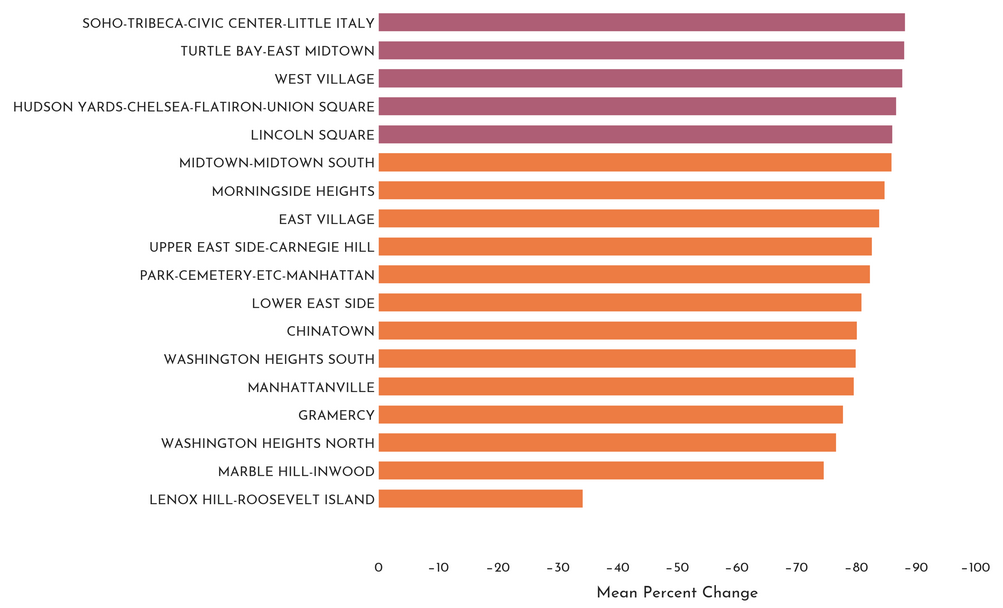 SOHO-TRIBECA-CIVIC CENTER-LITTLE ITALY
TURTLE BAY-EAST MIDTOWN
WEST VILLAGE
HUDSON YARDS-CHELSEA-FLATIRON-UNION SQUARE
LINCOLN SQUARE
MIDTOWN-MIDTOWN SOUTH
MORNINGSIDE HEIGHTS
EAST VILLAGE
UPPER EAST SIDE-CARNEGIE HILL
PARK-CEMETERY-ETC-MANHATTAN
LOWER EAST SIDE
CHINATOWN
WASHINGTON HEIGHTS SOUTH
MANHATTANVILLE
GRAMERCY
WASHINGTON HEIGHTS NORTH
MARBLE HILL-INWOOD
LENOX HILL-ROOSEVELT ISLAND
0 −10 −20 −30 −40 −50 −60 −70 −80 −90 −100
Mean Percent Change